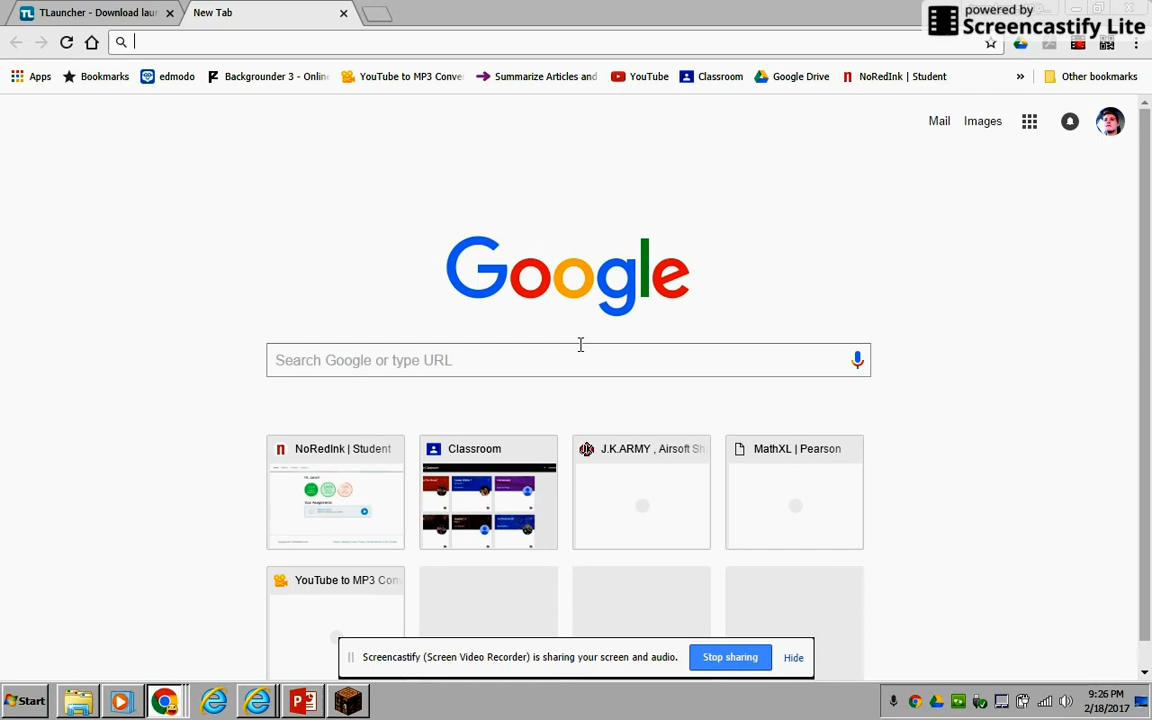 TLauncher - Download lau
New Tab
powered by
Screencastify Lite
Apps
Bookmarks
edmodo
Backgrounder 3 - Onlin
YouTube to MP3 Conve
Summarize Articles and
YouTube
Classroom
Google Drive
NoRedInk | Student
»
Other bookmarks
Mail
Images
Google
Search Google or type URL
NoRedInk | Student
Classroom
J.K.ARMY , Airsoft Sh
MathXL | Pearson
YouTube to MP3 Con
Screencastify (Screen Video Recorder) is sharing your screen and audio.
Stop sharing
Hide
Start
9:26 PM
2/18/2017